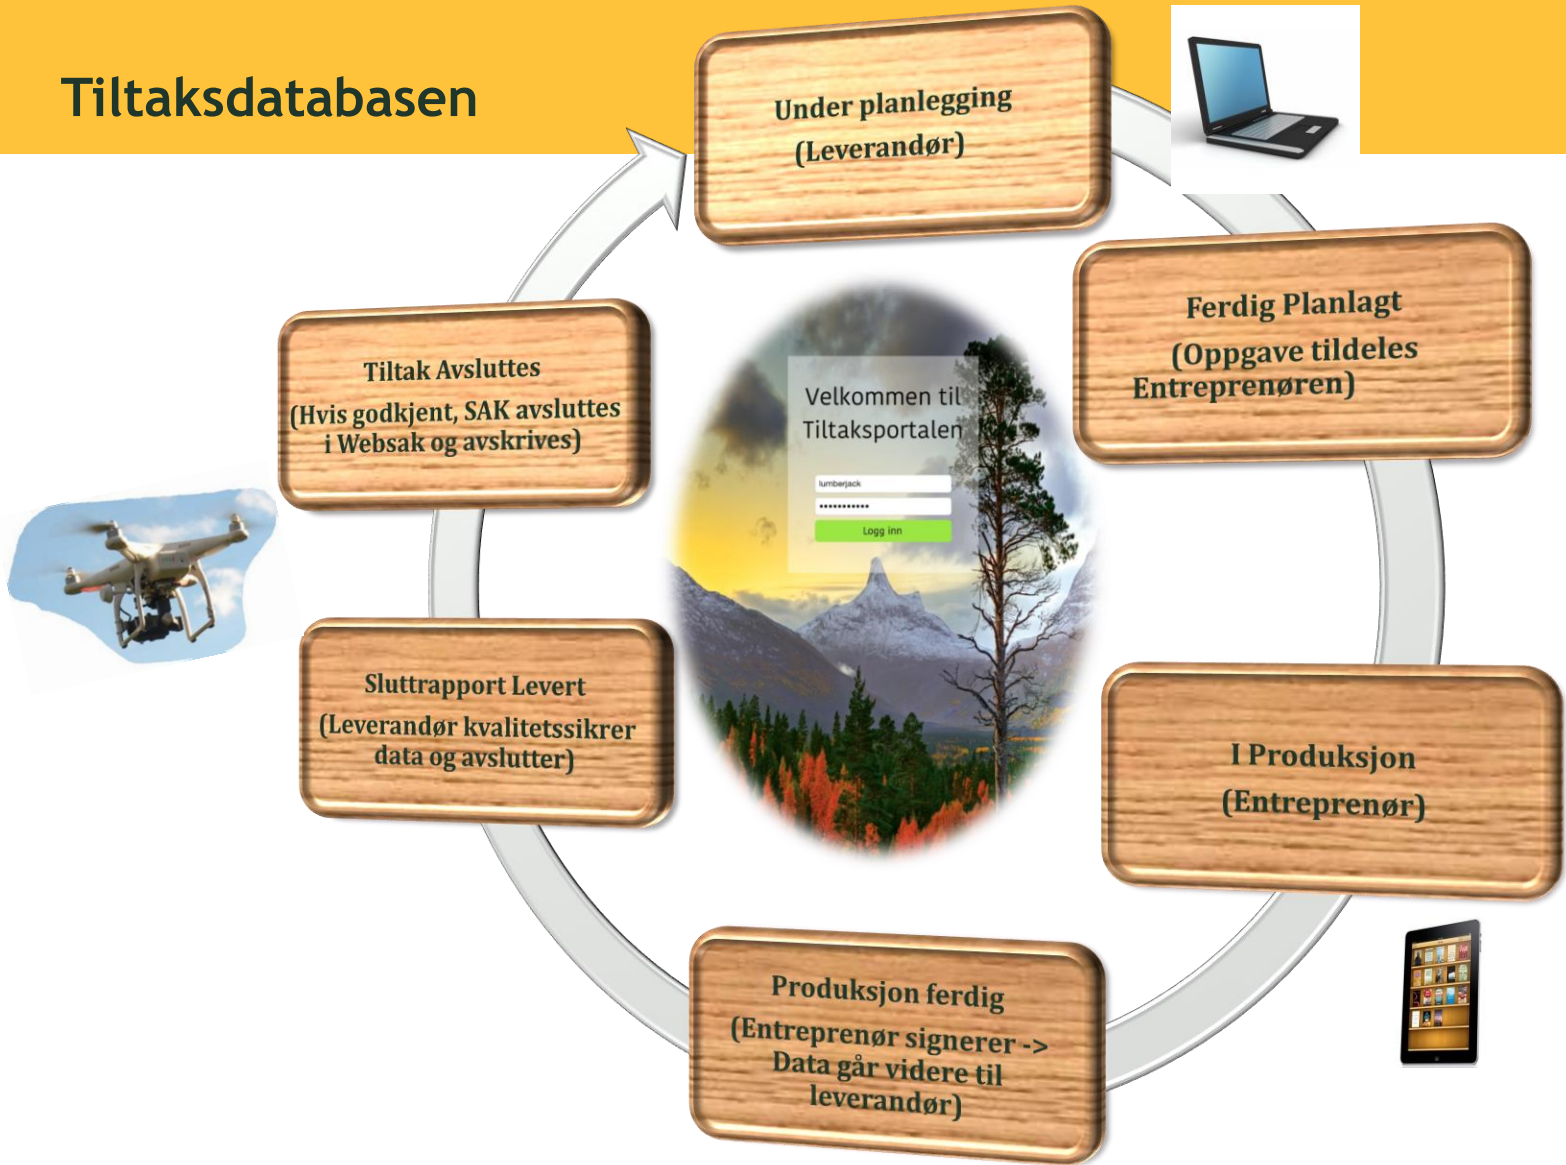 Tiltaksdatabasen
Under planlegging
(Leverandør)
Ferdig Planlagt
(Oppgave tildeles
Entreprenøren)
I Produksjon
(Entreprenør)
Produksjon ferdig
(Entreprenør signerer ->
Data går videre til
leverandør)
Sluttrapport Levert
(Leverandør kvalitetssikrer
data og avslutter)
Tiltak Avsluttes
(Hvis godkjent, SAK avsluttes
i Websak og avskrives)
Velkommen til
Tiltaksportalen
lumberjack
•••••••••••
Logg inn